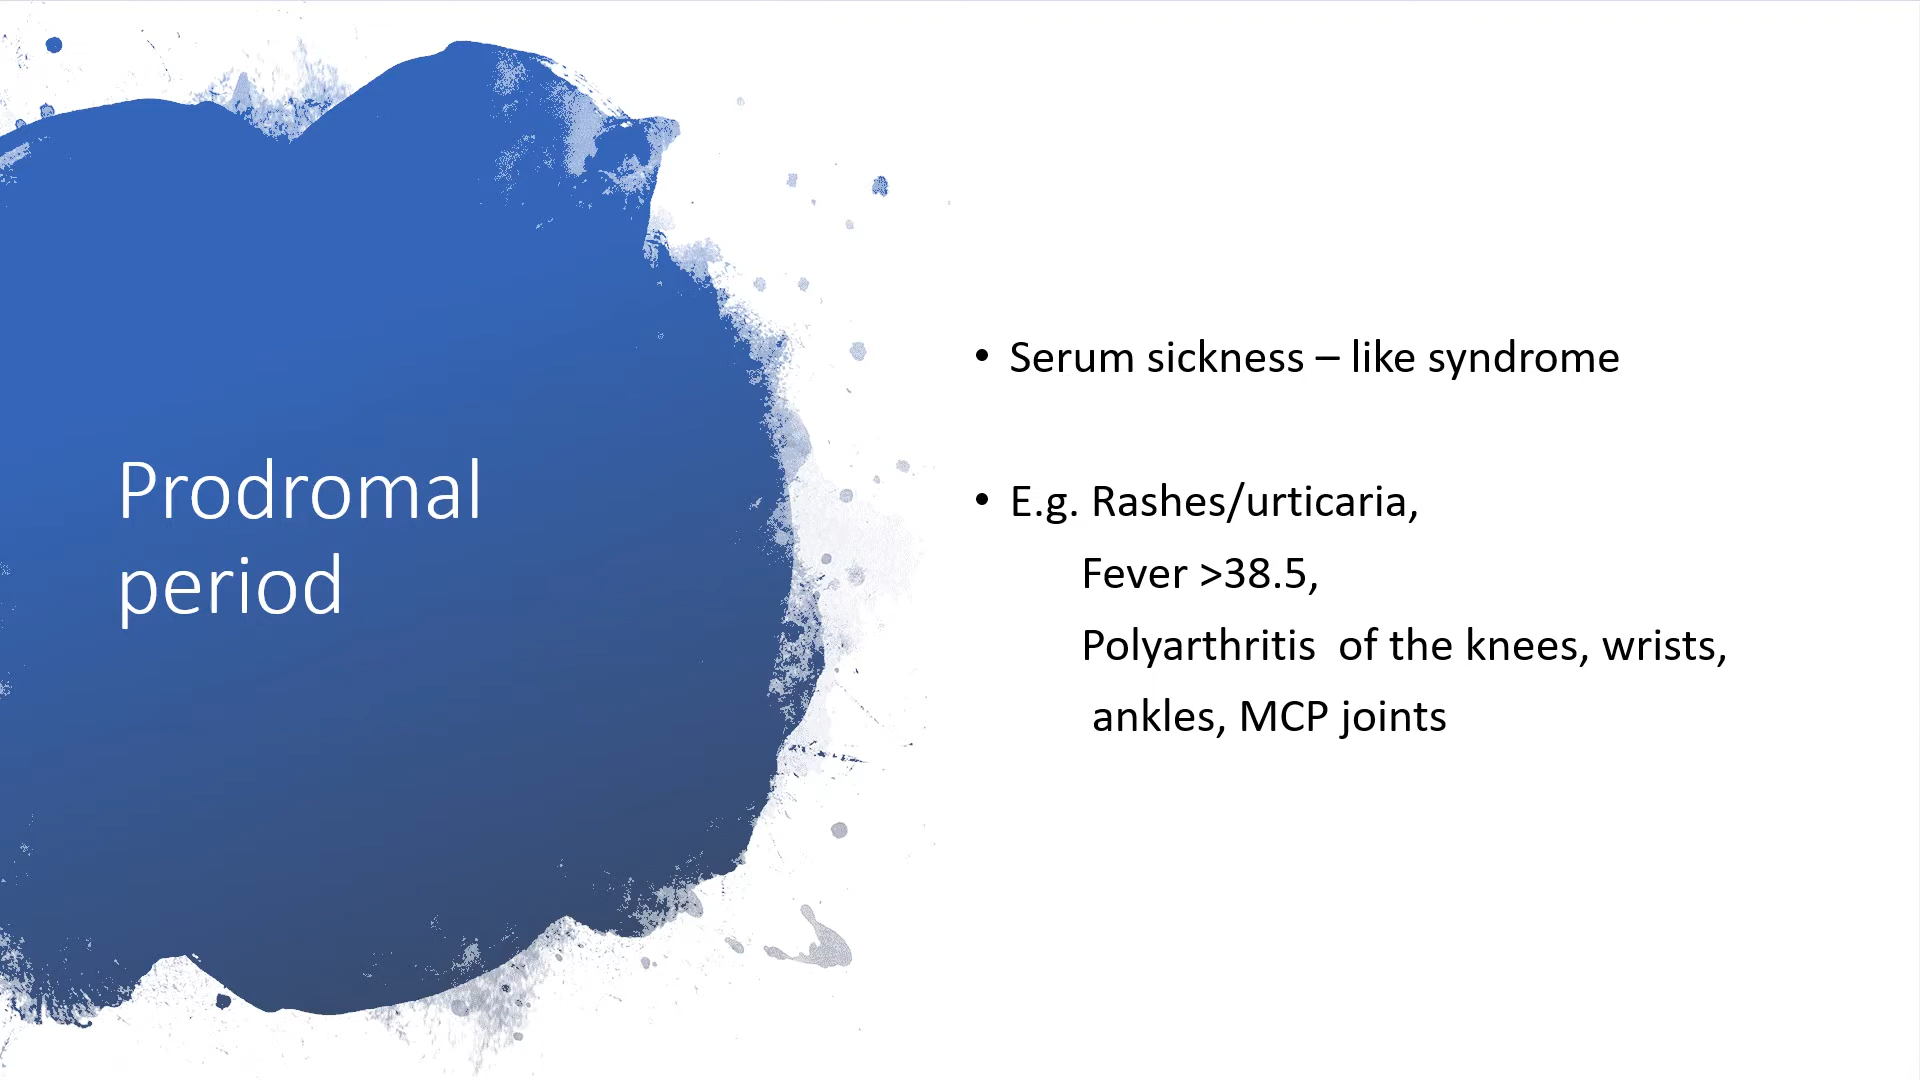 Prodromal
period
• Serum sickness – like syndrome
• E.g. Rashes/urticaria,
Fever >38.5,
Polyarthritis  of the knees, wrists,
ankles, MCP joints